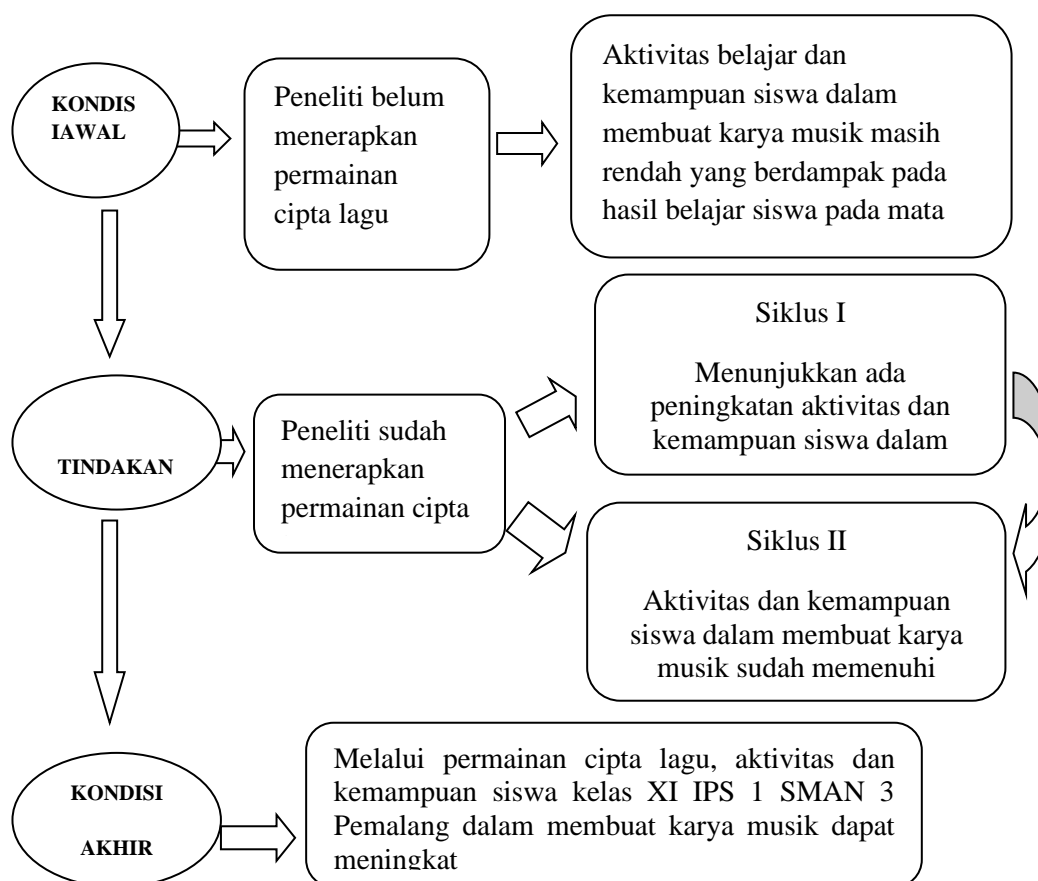 KONDIS
IAWAL
Peneliti belum
menerapkan
permainan
cipta lagu
Aktivitas belajar dan
kemampuan siswa dalam
membuat karya musik masih
rendah yang berdampak pada
hasil belajar siswa pada mata
TINDAKAN
Peneliti sudah
menerapkan
permainan cipta
Siklus I
Menunjukkan ada
peningkatan aktivitas dan
kemampuan siswa dalam
Siklus II
Aktivitas dan kemampuan
siswa dalam membuat karya
musik sudah memenuhi
KONDISI
AKHIR
Melalui permainan cipta lagu, aktivitas dan
kemampuan siswa kelas XI IPS 1 SMAN 3
Pemalang dalam membuat karya musik dapat
meningkat